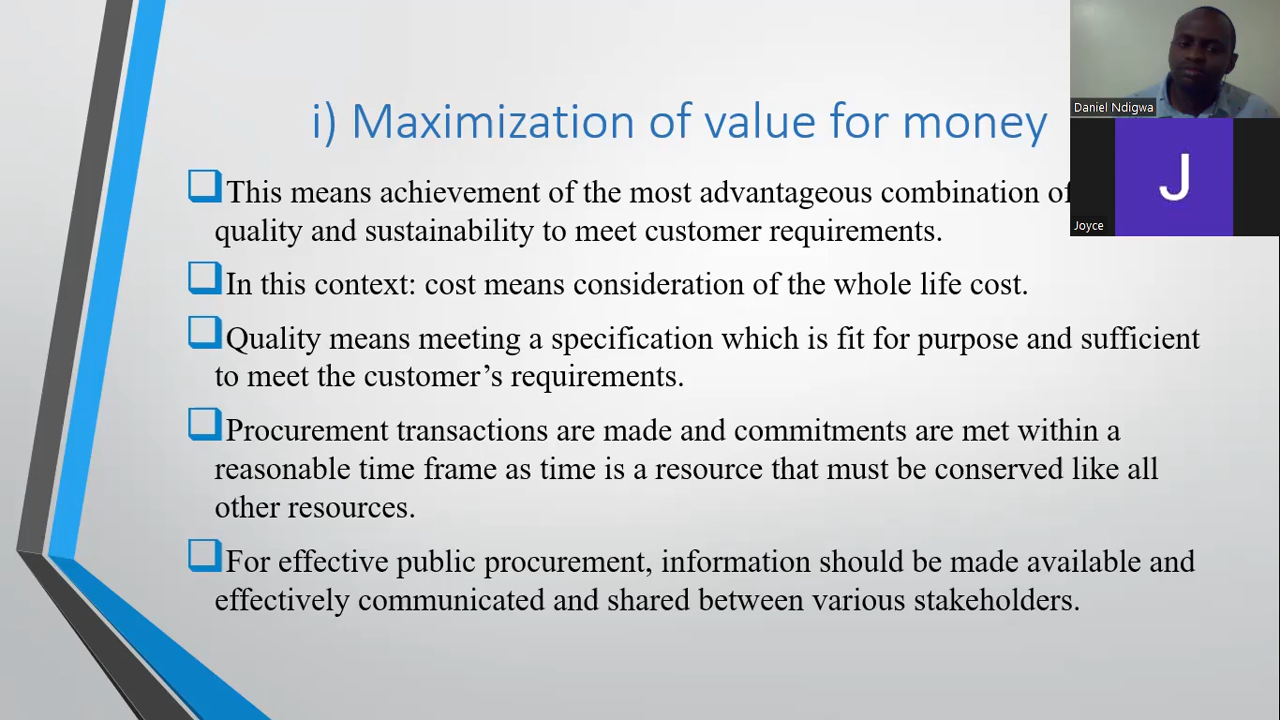 i) Maximization of value for money
This means achievement of the most advantageous combination of
quality and sustainability to meet customer requirements.
In this context: cost means consideration of the whole life cost.
Quality means meeting a specification which is fit for purpose and sufficient
to meet the customer’s requirements.
Procurement transactions are made and commitments are met within a
reasonable time frame as time is a resource that must be conserved like all
other resources.
For effective public procurement, information should be made available and
effectively communicated and shared between various stakeholders.
Daniel Ndigwa
J
Joyce